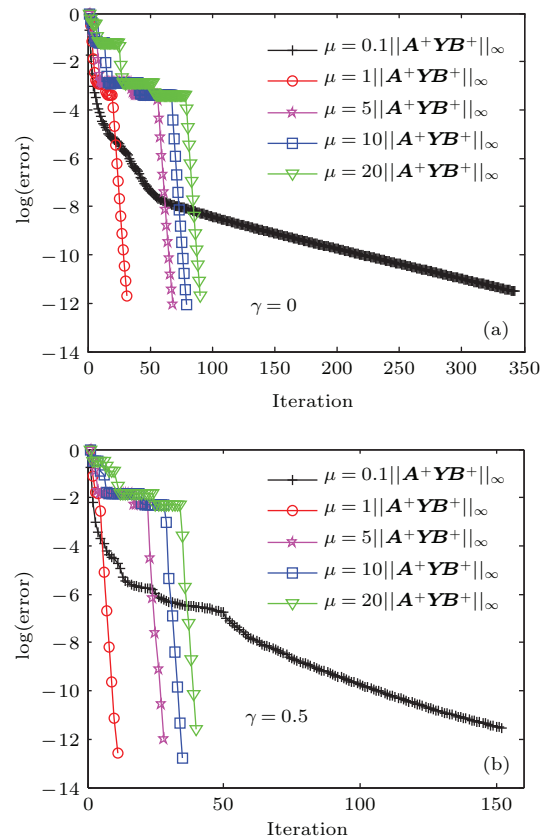 0
-2
-4
-6
-8
-10
-12
-14
log(error)
μ = 0.1||A⁺YB⁺||∞
μ = 1||A⁺YB⁺||∞
μ = 5||A⁺YB⁺||∞
μ = 10||A⁺YB⁺||∞
μ = 20||A⁺YB⁺||∞
γ = 0
(a)
0 50 100 150 200 250 300 350
Iteration
0
-2
-4
-6
-8
-10
-12
-14
log(error)
μ = 0.1||A⁺YB⁺||∞
μ = 1||A⁺YB⁺||∞
μ = 5||A⁺YB⁺||∞
μ = 10||A⁺YB⁺||∞
μ = 20||A⁺YB⁺||∞
γ = 0.5
(b)
0 50 100 150
Iteration